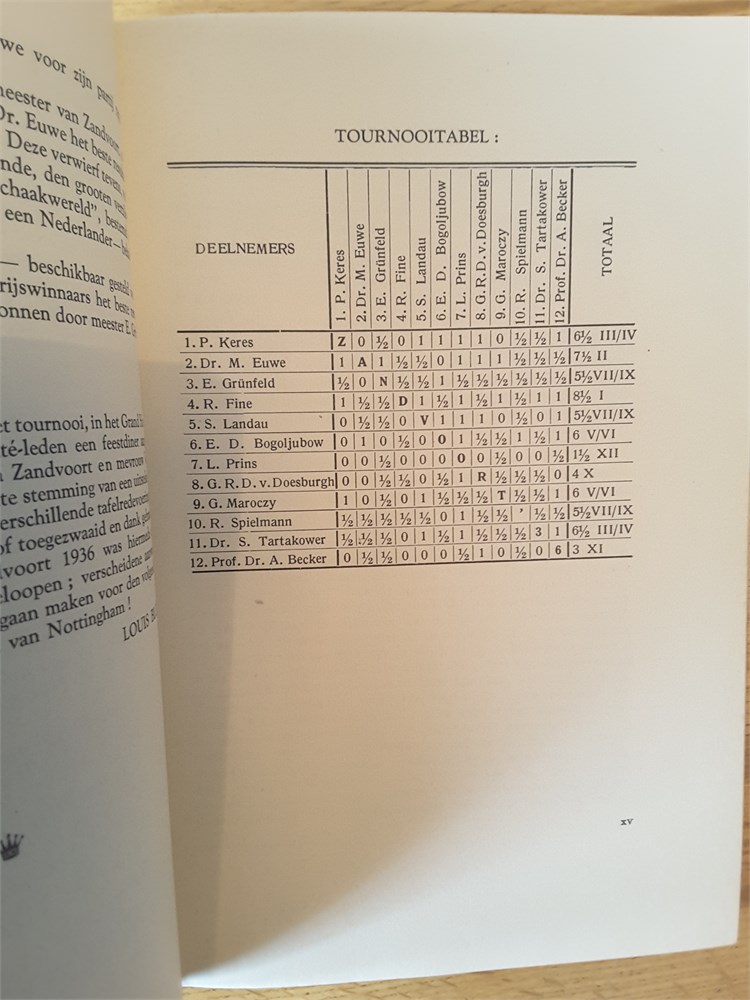 we voor zijn
meester van Zandvoort
Dr. Euwe het beste
Deze verwierf teven
nde, den grooten
chaakwereld",
een Nederlander—
— beschikbaar gesteld
rijswinnaars het beste
onnen door meester E.
et tournooi, in het Grand
té-leden een feestdiner
Zandvoort en mevrouw
te stemming van een
erschillende tafelredevoer
of toegezwaaid en dank
voort 1936 was hiermede
eloopen ; verscheidene
gaan maken voor den
van Nottingham !
LOUIS
TOURNOOITABEL :
DEELNEMERS 1. P. Keres 2. Dr. M. Euwe 3. E. Grünfeld 4. R. Fine 5. S. Landau 6. E. D. Bogoljubow 7. L. Prins 8. G. R. D. v. Doesburgh 9. G. Maroczy 10. R. Spielmann 11. Dr. S. Tartakower 12. Prof. Dr. A. Becker TOTAAL
1. P. Keres Z 0 ½ 0 1 1 1 1 0 ½ ½ 1 6½ III/IV
2. Dr. M. Euwe 1 A 1 ½ ½ 0 1 1 1 ½ ½ ½ 7½ II
3. E. Grünfeld ½ 0 N ½ ½ 1 ½ ½ ½ ½ ½ ½ 5½ VII/IX
4. R. Fine 1 ½ ½ D 1 ½ 1 ½ 1 ½ 1 1 8½ I
5. S. Landau 0 ½ ½ 0 V 1 1 1 0 ½ 0 1 5½ VII/IX
6. E. D. Bogoljubow 0 1 0 ½ 0 O 1 ½ ½ 1 ½ 1 6 V/VI
7. L. Prins 0 0 ½ 0 0 0 O 0 ½ 0 0 ½ 1½ XII
8. G. R. D. v. Doesburgh 0 0 ½ ½ 0 ½ 1 R ½ ½ ½ 0 4 X
9. G. Maroczy 1 0 ½ 0 1 ½ ½ ½ T ½ ½ 1 6 V/VI
10. R. Spielmann ½ ½ ½ ½ ½ 0 1 ½ ½ ' ½ ½ 5½ VII/IX
11. Dr. S. Tartakower ½ ½ ½ 0 1 ½ 1 ½ ½ ½ 3 1 6½ III/IV
12. Prof. Dr. A. Becker 0 ½ ½ 0 0 0 ½ 1 0 ½ 0 6 3 XI
xv